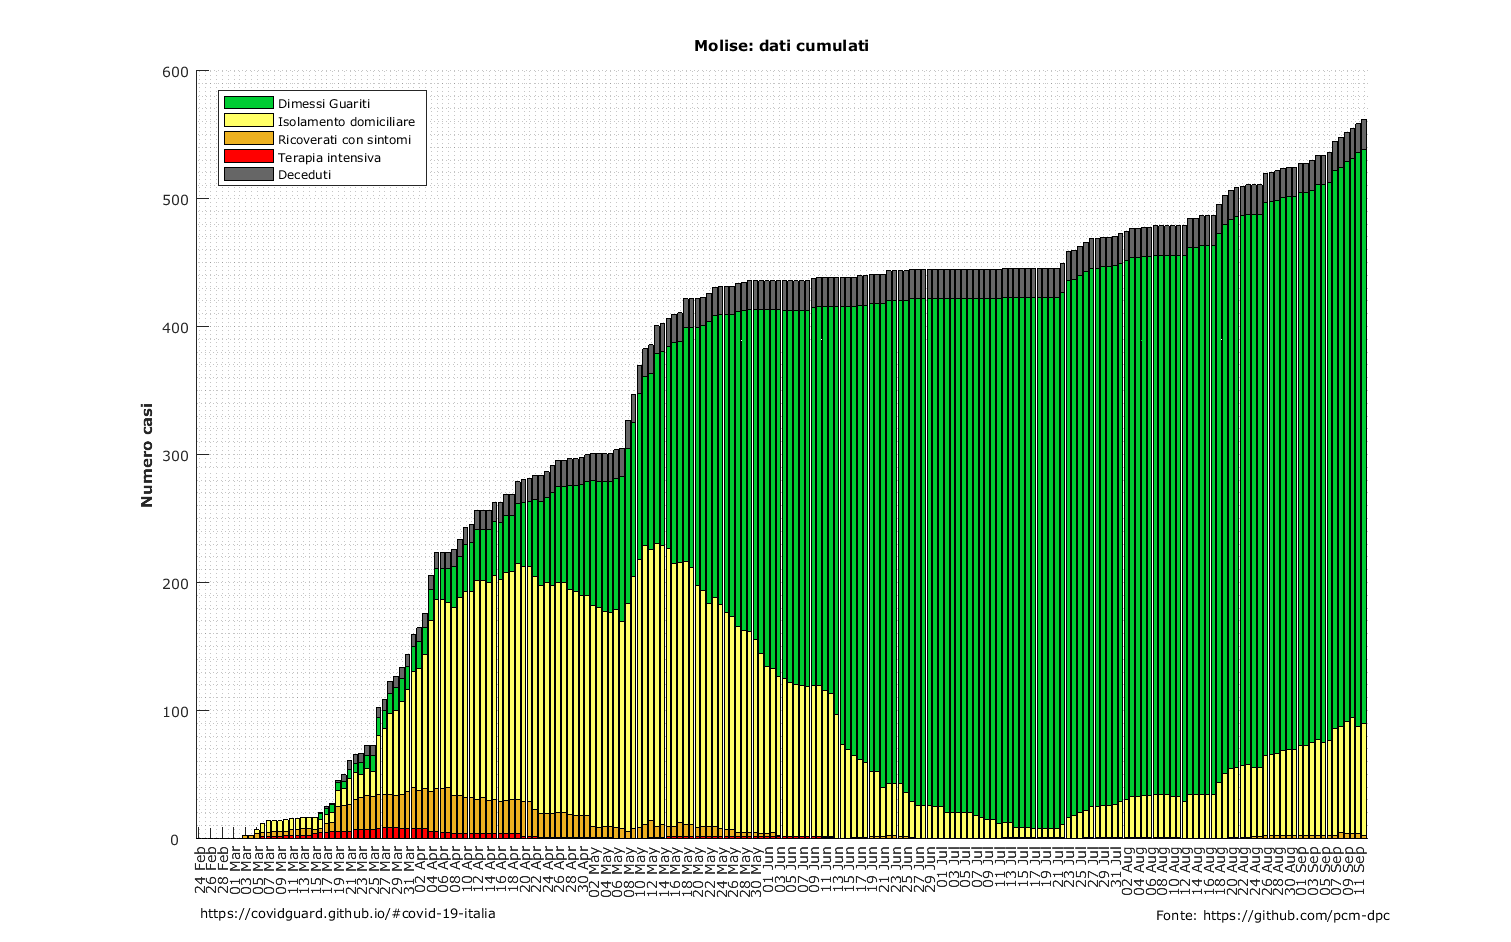 Molise: dati cumulati
600
500
400
300
200
100
0
Numero casi
Dimessi Guariti
Isolamento domiciliare
Ricoverati con sintomi
Terapia intensiva
Deceduti
24 Feb
26 Feb
28 Feb
01 Mar
03 Mar
05 Mar
07 Mar
09 Mar
11 Mar
13 Mar
15 Mar
17 Mar
19 Mar
21 Mar
23 Mar
25 Mar
27 Mar
29 Mar
31 Mar
02 Apr
04 Apr
06 Apr
08 Apr
10 Apr
12 Apr
14 Apr
16 Apr
18 Apr
20 Apr
22 Apr
24 Apr
26 Apr
28 Apr
30 Apr
02 May
04 May
06 May
08 May
10 May
12 May
14 May
16 May
18 May
20 May
22 May
24 May
26 May
28 May
30 May
01 Jun
03 Jun
05 Jun
07 Jun
09 Jun
11 Jun
13 Jun
15 Jun
17 Jun
19 Jun
21 Jun
23 Jun
25 Jun
27 Jun
29 Jun
01 Jul
03 Jul
05 Jul
07 Jul
09 Jul
11 Jul
13 Jul
15 Jul
17 Jul
19 Jul
21 Jul
23 Jul
25 Jul
27 Jul
29 Jul
31 Jul
02 Aug
04 Aug
06 Aug
08 Aug
10 Aug
12 Aug
14 Aug
16 Aug
18 Aug
20 Aug
22 Aug
24 Aug
26 Aug
28 Aug
30 Aug
01 Sep
03 Sep
05 Sep
07 Sep
09 Sep
11 Sep
https://covidguard.github.io/#covid-19-italia
Fonte: https://github.com/pcm-dpc